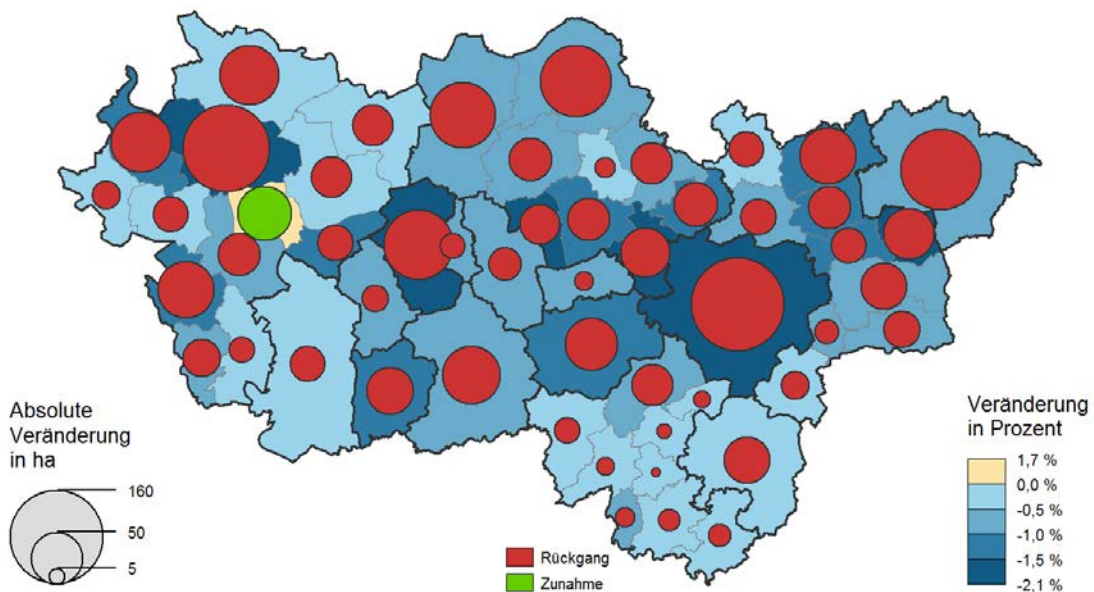 Absolute
Veränderung
in ha
160
50
5
Rückgang
Zunahme
Veränderung
in Prozent
1,7 %
0,0 %
-0,5 %
-1,0 %
-1,5 %
-2,1 %